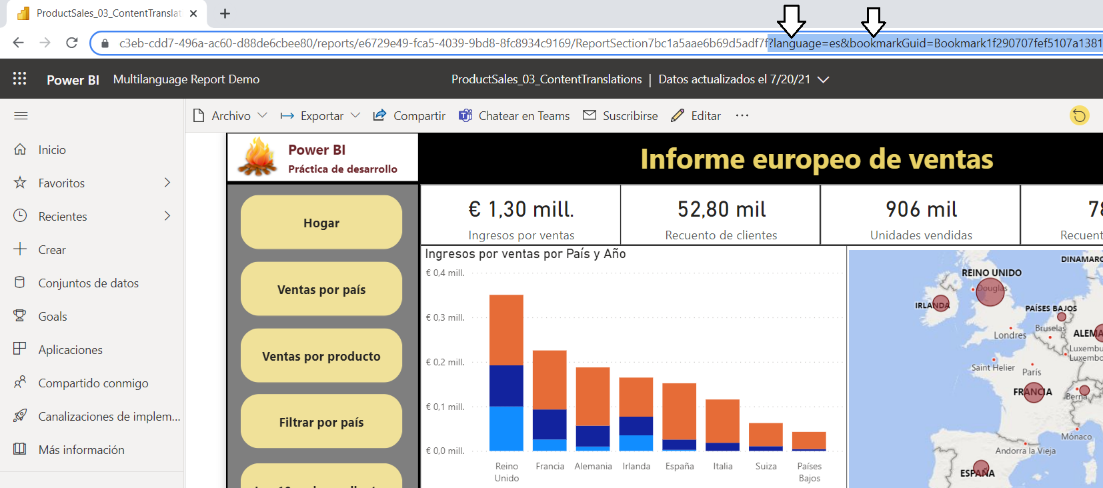 ProductSales_03_ContentTranslat
c3eb-cdd7-496a-ac60-d88de6cbee80/reports/e6729e49-fca5-4039-9bd8-8fc8934c9169/ReportSection7bc1a5aae6b69d5adf7f?language=es&bookmarkGuid=Bookmark1f290707fef5107a1381
Power BI Multilanguage Report Demo ProductSales_03_ContentTranslations | Datos actualizados el 7/20/21
Archivo Exportar Compartir Chatear en Teams Suscribirse Editar ...
Inicio
Favoritos
Recientes
Crear
Conjuntos de datos
Goals
Aplicaciones
Compartido conmigo
Canalizaciones de implem...
Más información
Power BI
Práctica de desarrollo
Informe europeo de ventas
Hogar
Ventas por país
Ventas por producto
Filtrar por país
€ 1,30 mill.
Ingresos por ventas
52,80 mil
Recuento de clientes
906 mil
Unidades vendidas
78
Recuent
Ingresos por ventas por País y Año
€ 0,4 mill.
€ 0,3 mill.
€ 0,2 mill.
€ 0,1 mill.
€ 0,0 mill.
Reino Unido
Francia
Alemania
Irlanda
España
Italia
Suiza
Países Bajos
DINAMARC
REINO UNIDO
Douglas
IRLANDA
PAÍSES BAJOS
Londres
Bruselas
ALEMA
Luxembu
Luxembo
Saint Helier
París
FRANCIA
Berna
Mónaco
Andorra la Vieja
ESPAÑA